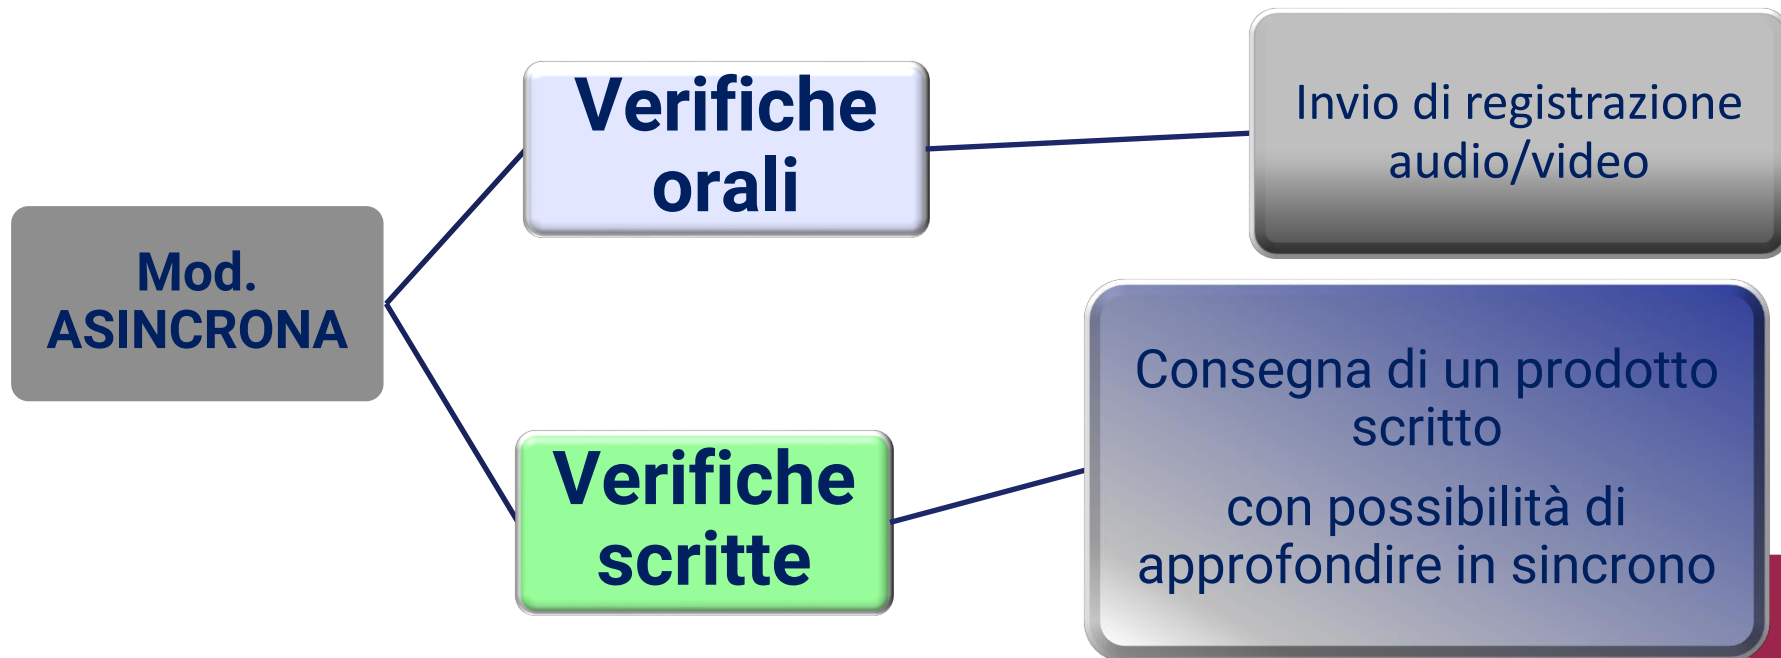 Mod.
ASINCRONA
Verifiche
orali
Invio di registrazione
audio/video
Verifiche
scritte
Consegna di un prodotto
scritto
con possibilità di
approfondire in sincrono